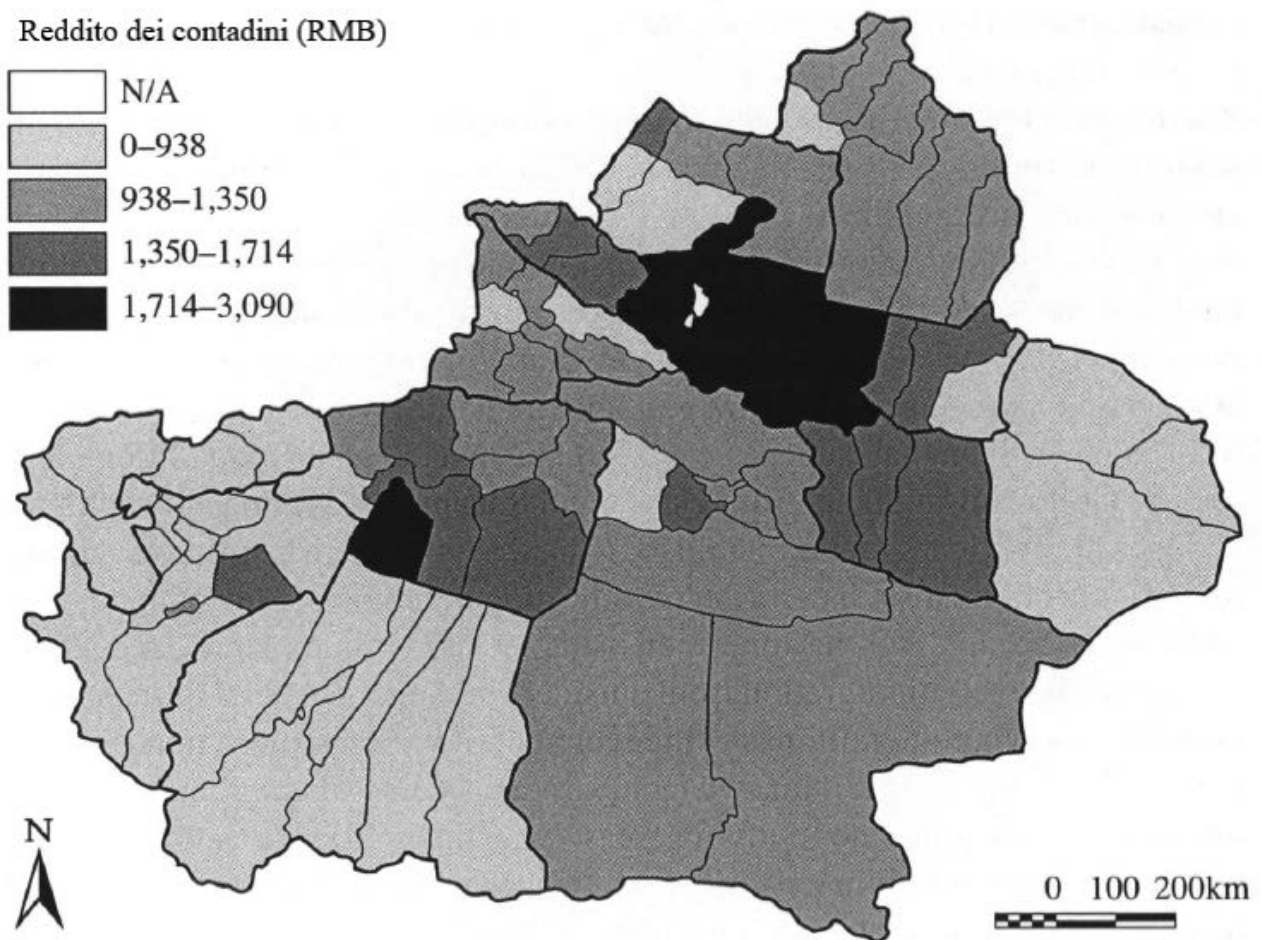 Reddito dei contadini (RMB)
N/A
0–938
938–1,350
1,350–1,714
1,714–3,090
N
0 100 200km